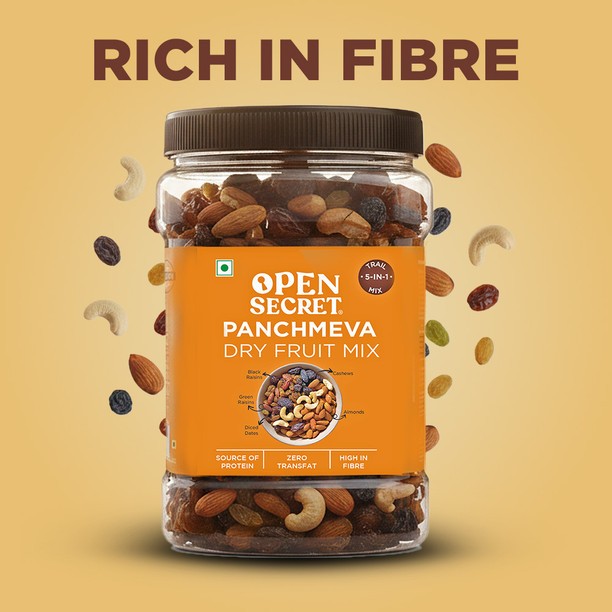 RICH IN FIBRE
TRAIL
5-IN-1
MIX
OPEN
SECRET®
PANCHMEVA
DRY FRUIT MIX
Black
Raisins
Cashews
Green
Raisins
Almonds
Diced
Dates
SOURCE OF
PROTEIN
ZERO
TRANSFAT
HIGH IN
FIBRE